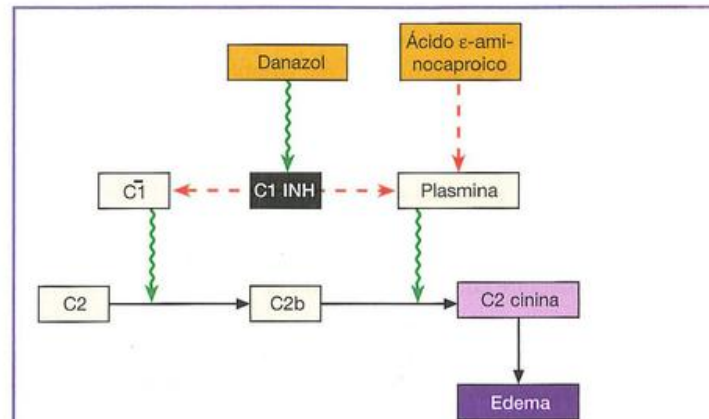 Danazol
Ácido ε-ami-
nocaproico
C1̅
C1 INH
Plasmina
C2
C2b
C2 cinina
Edema